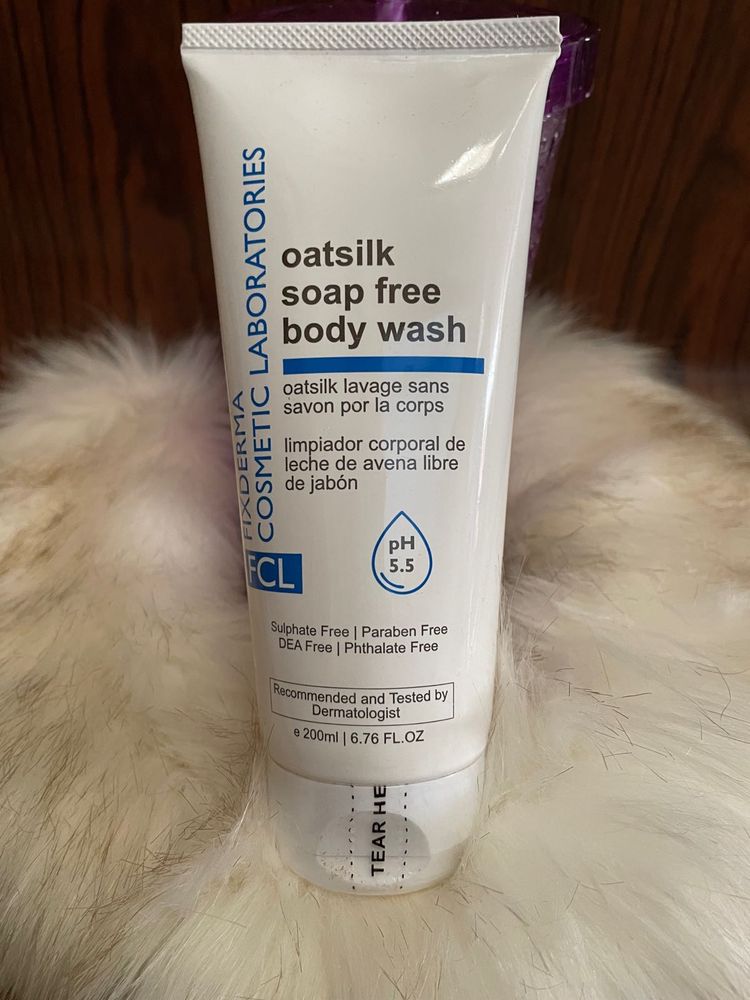 FIXDERMA
COSMETIC LABORATORIES
FCL
oatsilk
soap free
body wash
oatsilk lavage sans
savon por la corps
limpiador corporal de
leche de avena libre
de jabón
pH
5.5
Sulphate Free | Paraben Free
DEA Free | Phthalate Free
Recommended and Tested by
Dermatologist
e 200ml | 6.76 FL.OZ
TEAR HE